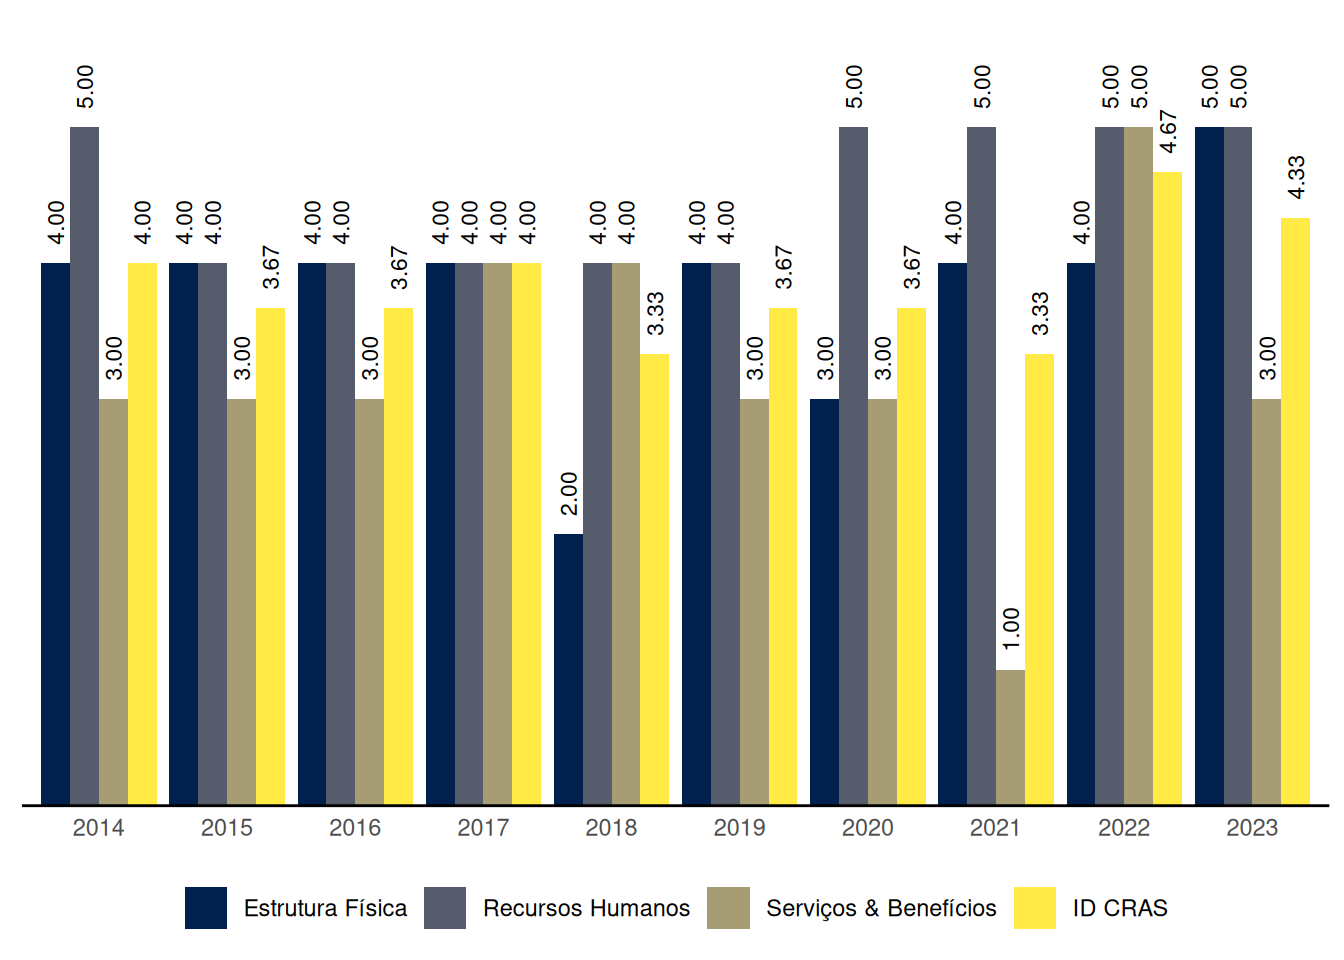 5.00 5.00 5.00 5.00 5.00 5.00 5.00
4.67
4.33
4.00 4.00 4.00 4.00 4.00 4.00 4.00 4.00 4.00 4.00 4.00 4.00 4.00 4.00 4.00 4.00
3.67 3.67 3.67 3.67
3.33 3.33
3.00 3.00 3.00 3.00 3.00 3.00 3.00
2.00
1.00
2014 2015 2016 2017 2018 2019 2020 2021 2022 2023
Estrutura Física Recursos Humanos Serviços & Benefícios ID CRAS